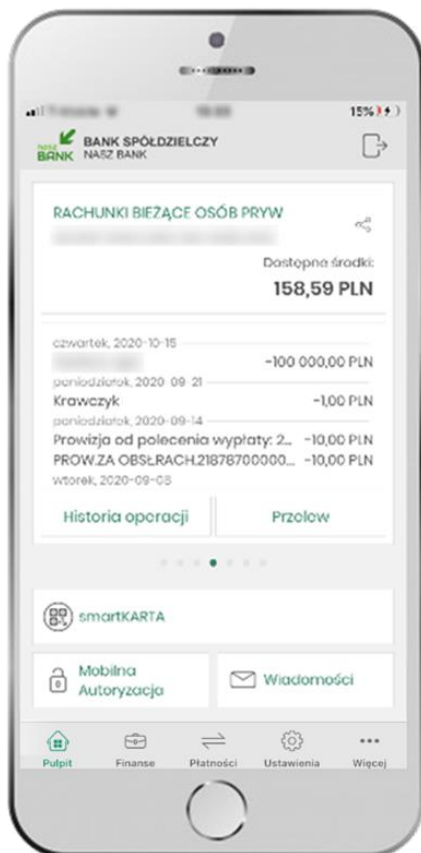 15%
nasz BANK SPÓŁDZIELCZY
BANK NASZ BANK
RACHUNKI BIEŻĄCE OSÓB PRYW
Dostępne środki:
158,59 PLN
czwartek, 2020-10-15
-100 000,00 PLN
poniedziałek, 2020-09-21
Krawczyk -1,00 PLN
poniedziałek, 2020-09-14
Prowizja od polecenia wypłaty: 2... -10,00 PLN
PROW.ZA OBSŁ.RACH.21878700000... -10,00 PLN
wtorek, 2020-09-08
Historia operacji Przelew
smartKARTA
Mobilna
Autoryzacja
Wiadomości
Pulpit Finanse Płatności Ustawienia Więcej